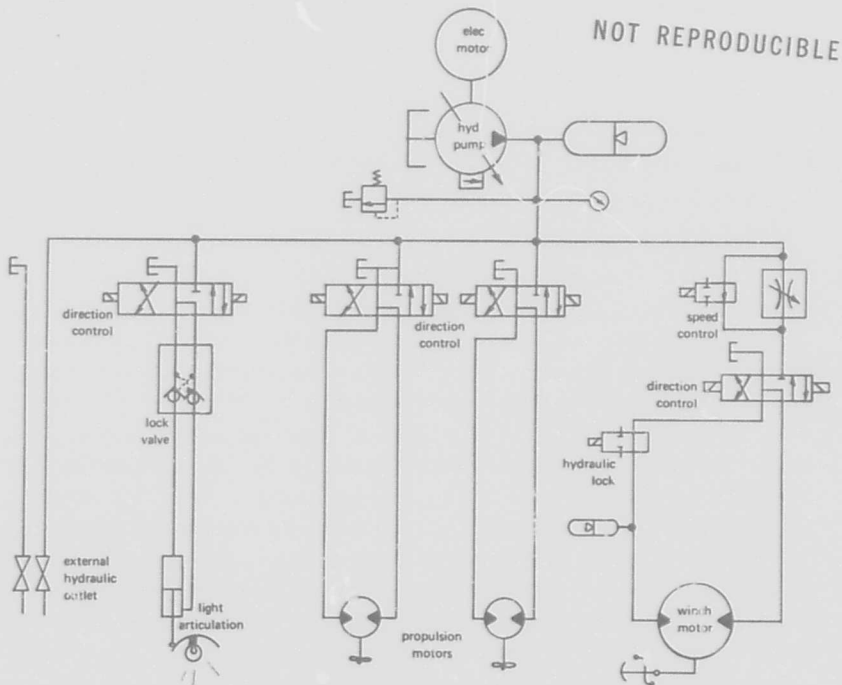 NOT REPRODUCIBLE
elec
motor
hyd
pump
direction
control
direction
control
speed
control
direction
control
lock
valve
hydraulic
lock
external
hydraulic
outlet
light
articulation
propulsion
motors
winch
motor